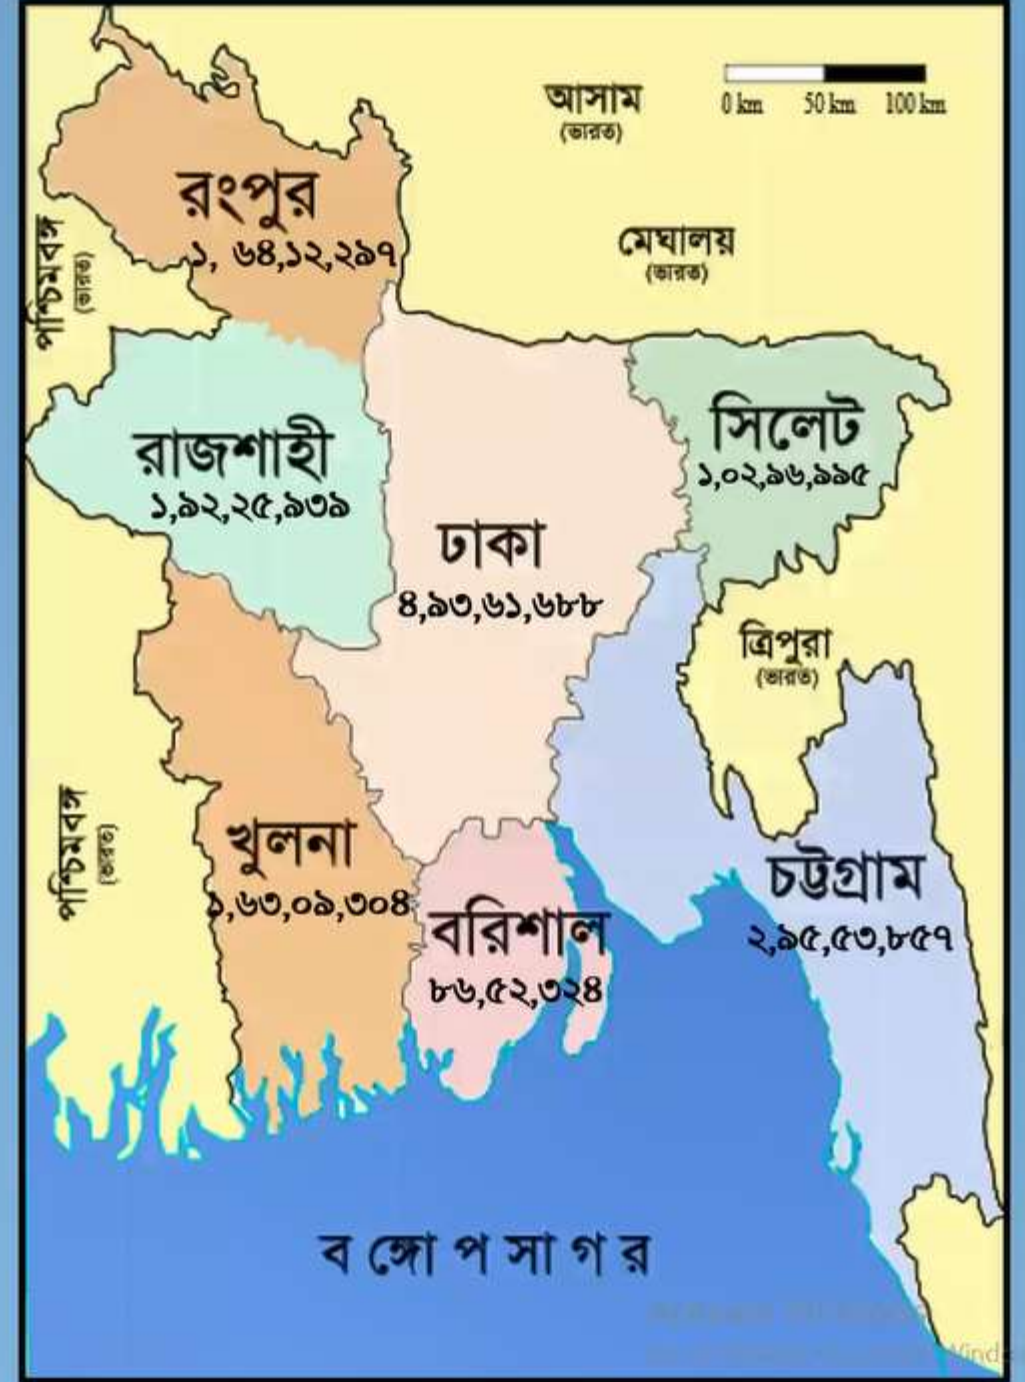 আসাম
(ভারত)
0 km 50 km 100 km
রংপুর
১, ৬৪,১২,২৯৭
মেঘালয়
(ভারত)
পশ্চিমবঙ্গ
(ভারত)
রাজশাহী
১,৯২,২৫,৯৩৯
সিলেট
১,০২,৯৬,৯৯৫
ঢাকা
৪,৯৩,৬১,৬৮৮
ত্রিপুরা
(ভারত)
পশ্চিমবঙ্গ
(ভারত)
খুলনা
১,৬৩,০৯,৩০৪
বরিশাল
৮৬,৫২,৩২৪
চট্টগ্রাম
২,৯৫,৫৩,৮৫৭
ব ঙ্গো প সা গ র